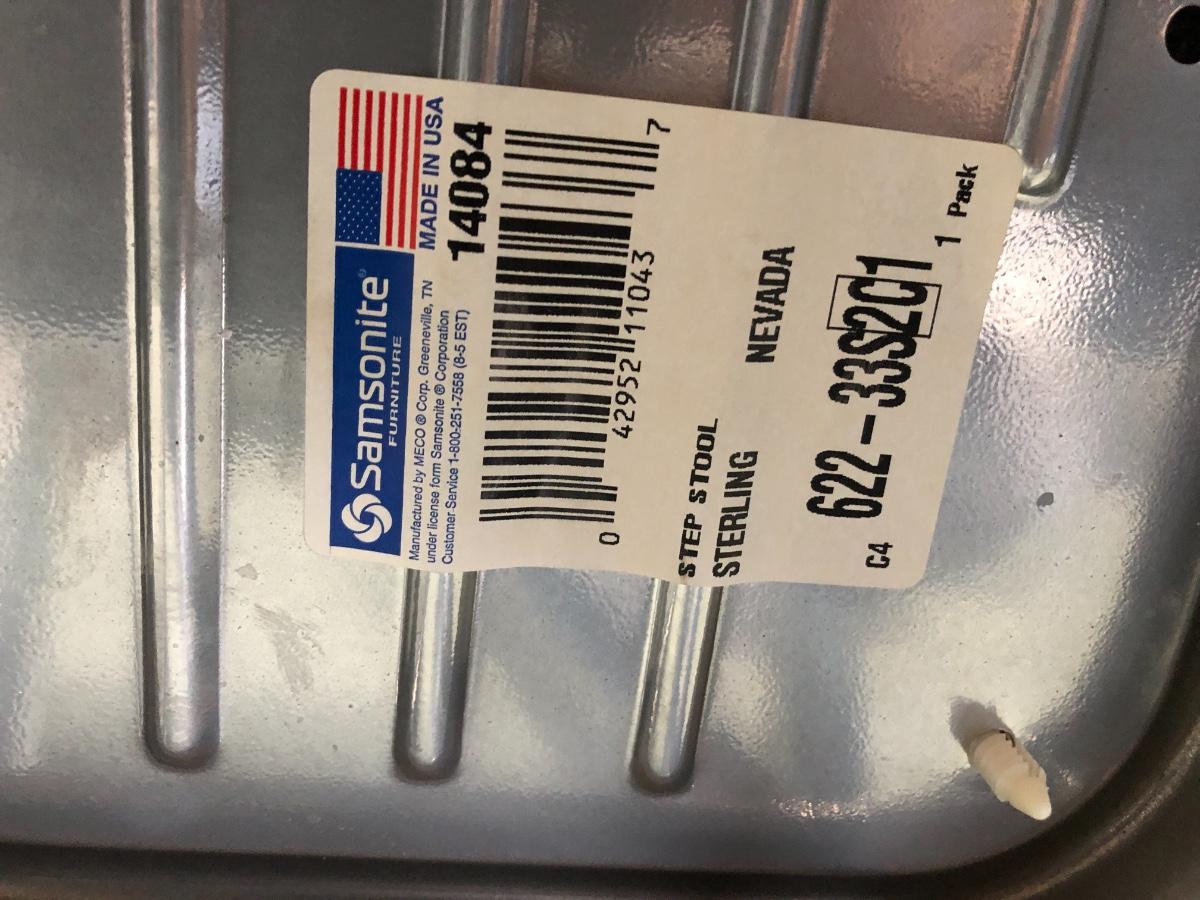 Samsonite®
FURNITURE
MADE IN USA
Manufactured by MECO ® Corp. Greeneville, TN
under license form Samsonite ® Corporation
Customer Service 1-800-251-7558 (8-5 EST)
14084
0 42952 11043 7
STEP STOOL
STERLING NEVADA
622-33S2C1
C4 1 Pack